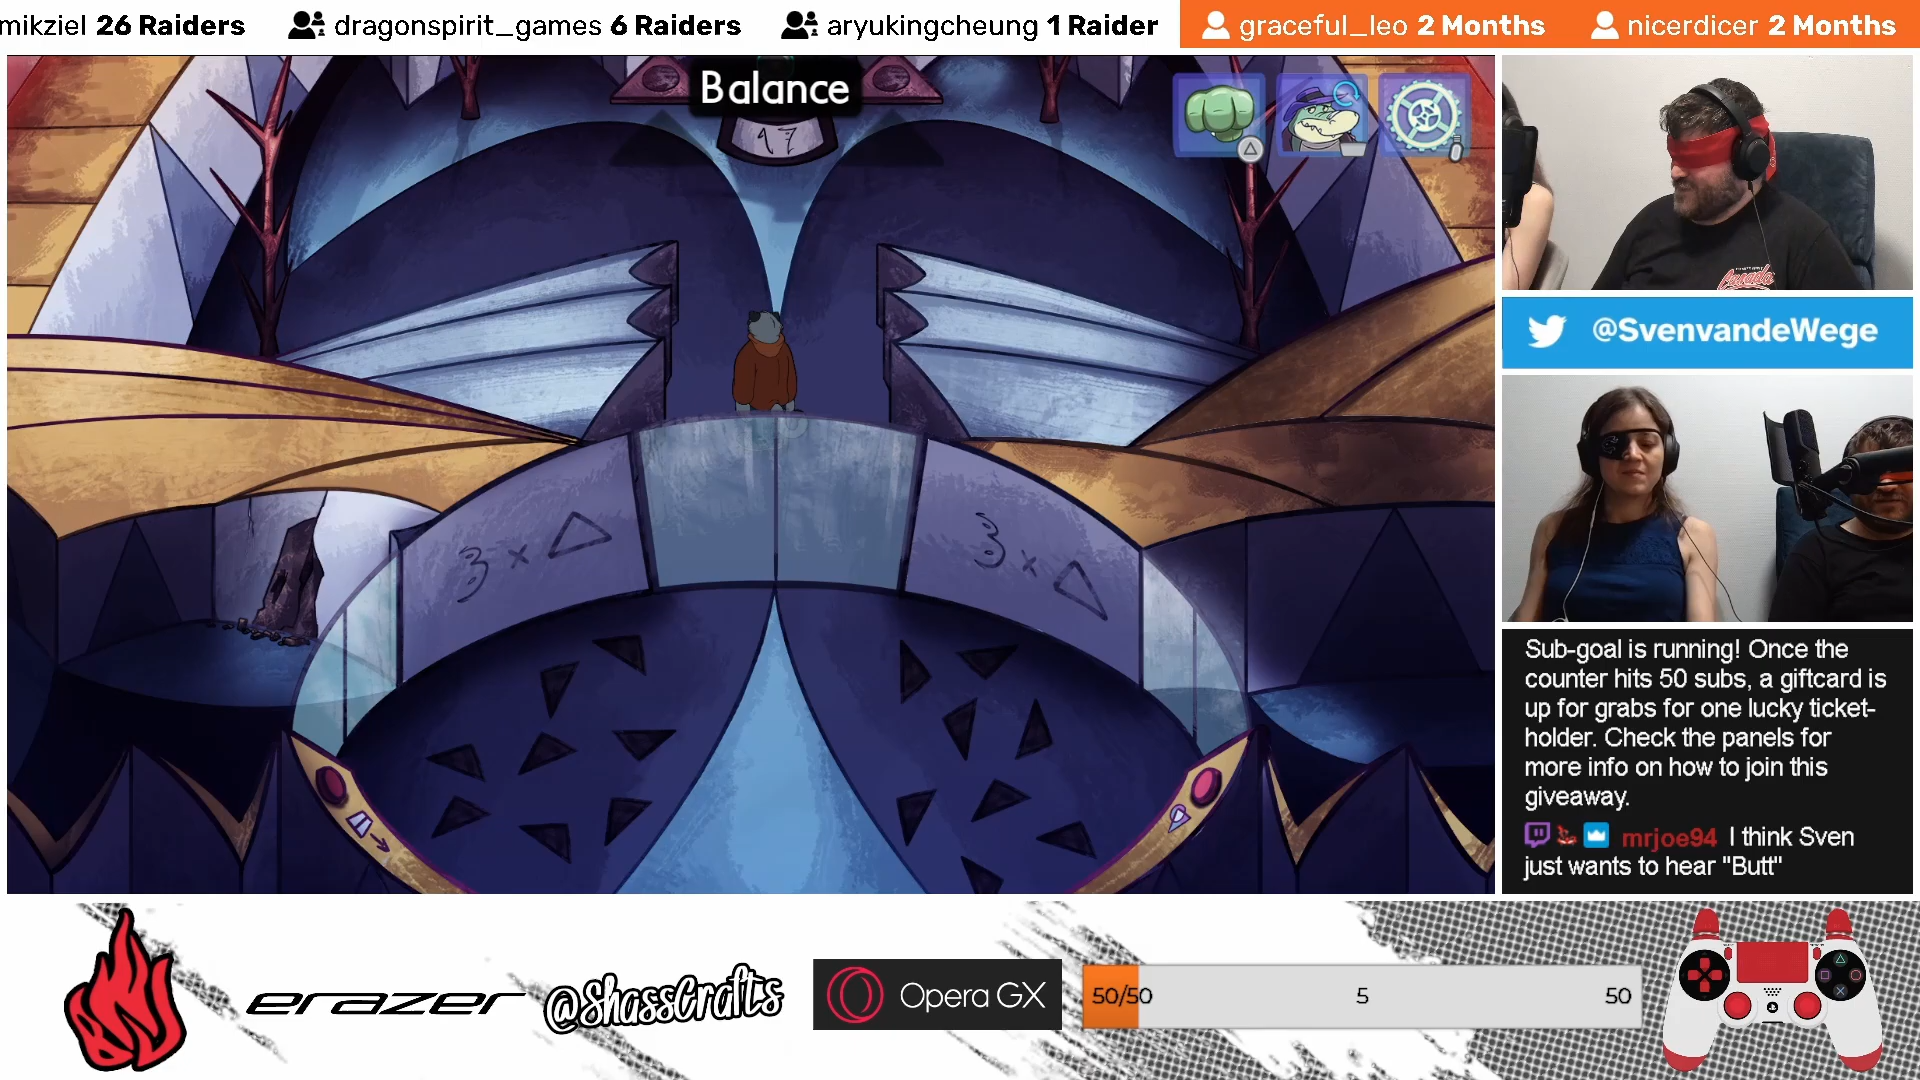 mikziel 26 Raiders dragonspirit_games 6 Raiders aryukingcheung 1 Raider graceful_leo 2 Months nicerdicer 2 Months
Balance
17
3 x △
3 x △
@SvenvandeWege
Sub-goal is running! Once the
counter hits 50 subs, a giftcard is
up for grabs for one lucky ticket-
holder. Check the panels for
more info on how to join this
giveaway.
mrjoe94 I think Sven
just wants to hear "Butt"
erazer
@ShassCrafts
Opera GX
50/50 5 50